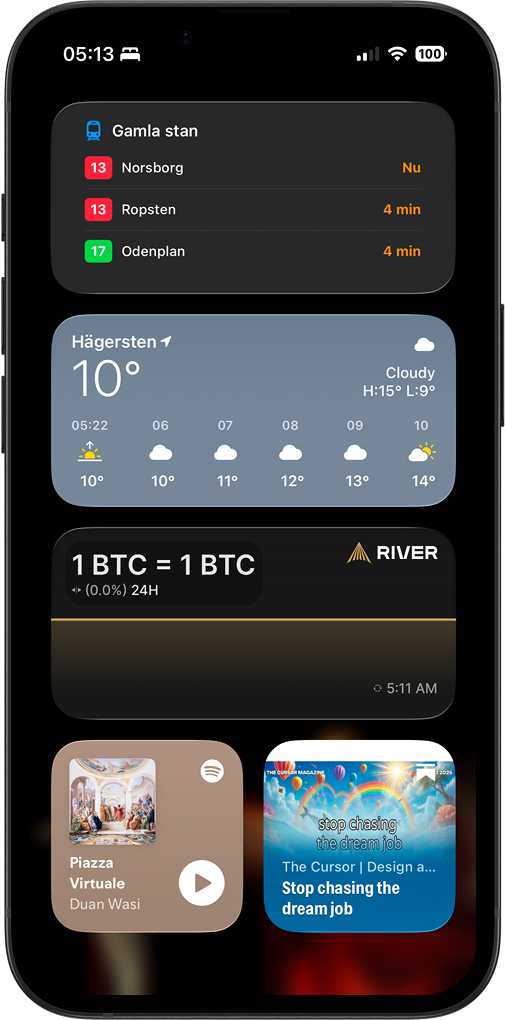 05:13
100
Gamla stan
13 Norsborg Nu
13 Ropsten 4 min
17 Odenplan 4 min
Hägersten
10°
Cloudy
H:15° L:9°
05:22 06 07 08 09 10
10° 10° 11° 12° 13° 14°
1 BTC = 1 BTC
(0.0%) 24H
RIVER
5:11 AM
Piazza
Virtuale
Duan Wasi
THE CURSOR MAGAZINE
2025
stop chasing
the dream job
The Cursor | Design a...
Stop chasing the
dream job